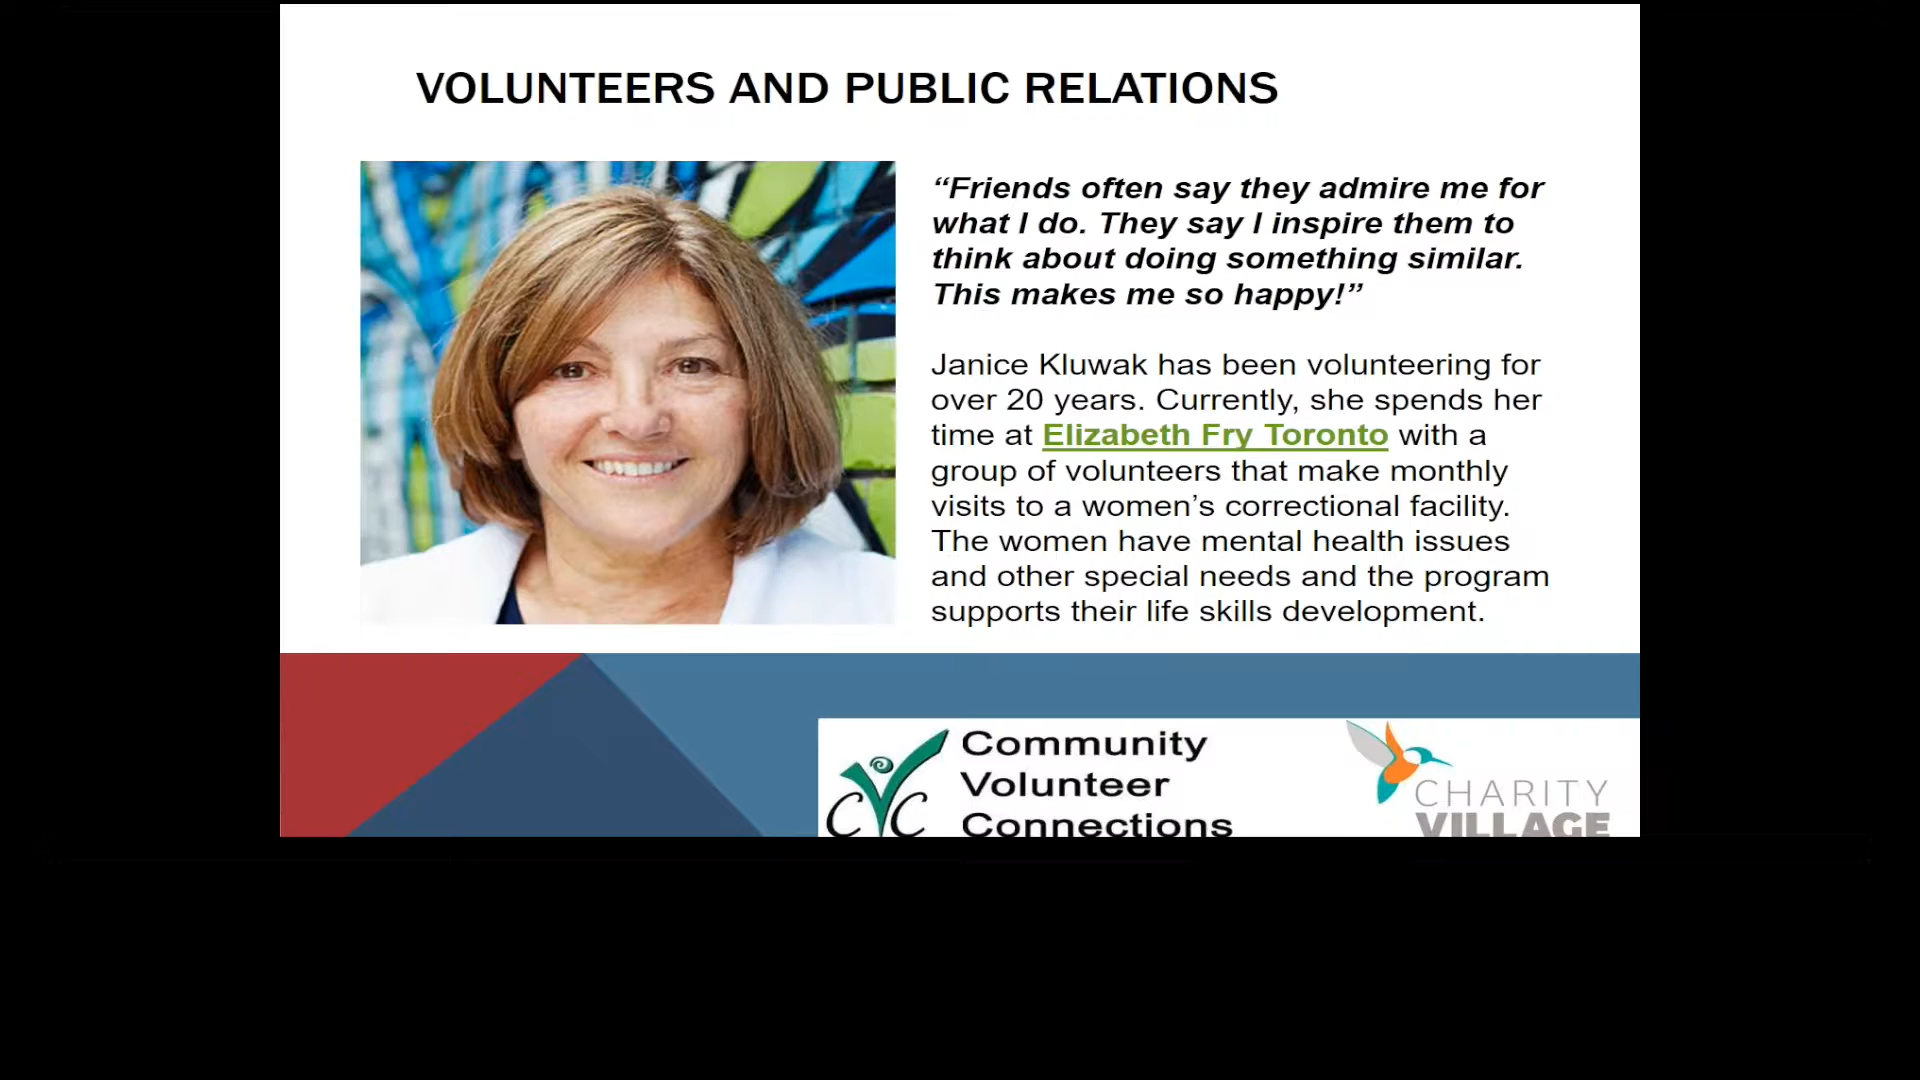 VOLUNTEERS AND PUBLIC RELATIONS
“Friends often say they admire me for
what I do. They say I inspire them to
think about doing something similar.
This makes me so happy!”
Janice Kluwak has been volunteering for
over 20 years. Currently, she spends her
time at Elizabeth Fry Toronto with a
group of volunteers that make monthly
visits to a women’s correctional facility.
The women have mental health issues
and other special needs and the program
supports their life skills development.
CVC
Community
Volunteer
Connections
CHARITY
VILLAGE